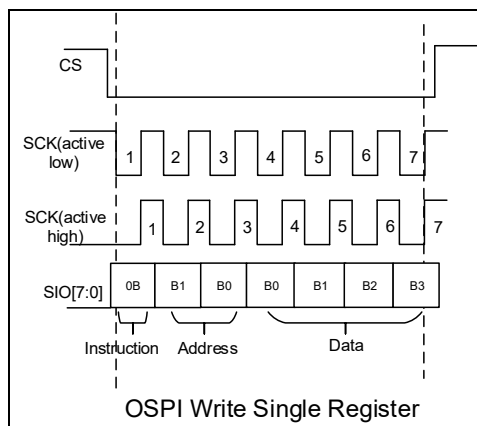 CS
SCK(active
low)
1 2 3 4 5 6 7
SCK(active
high)
1 2 3 4 5 6 7
SIO[7:0]
0B B1 B0 B0 B1 B2 B3
Instruction Address Data
OSPI Write Single Register